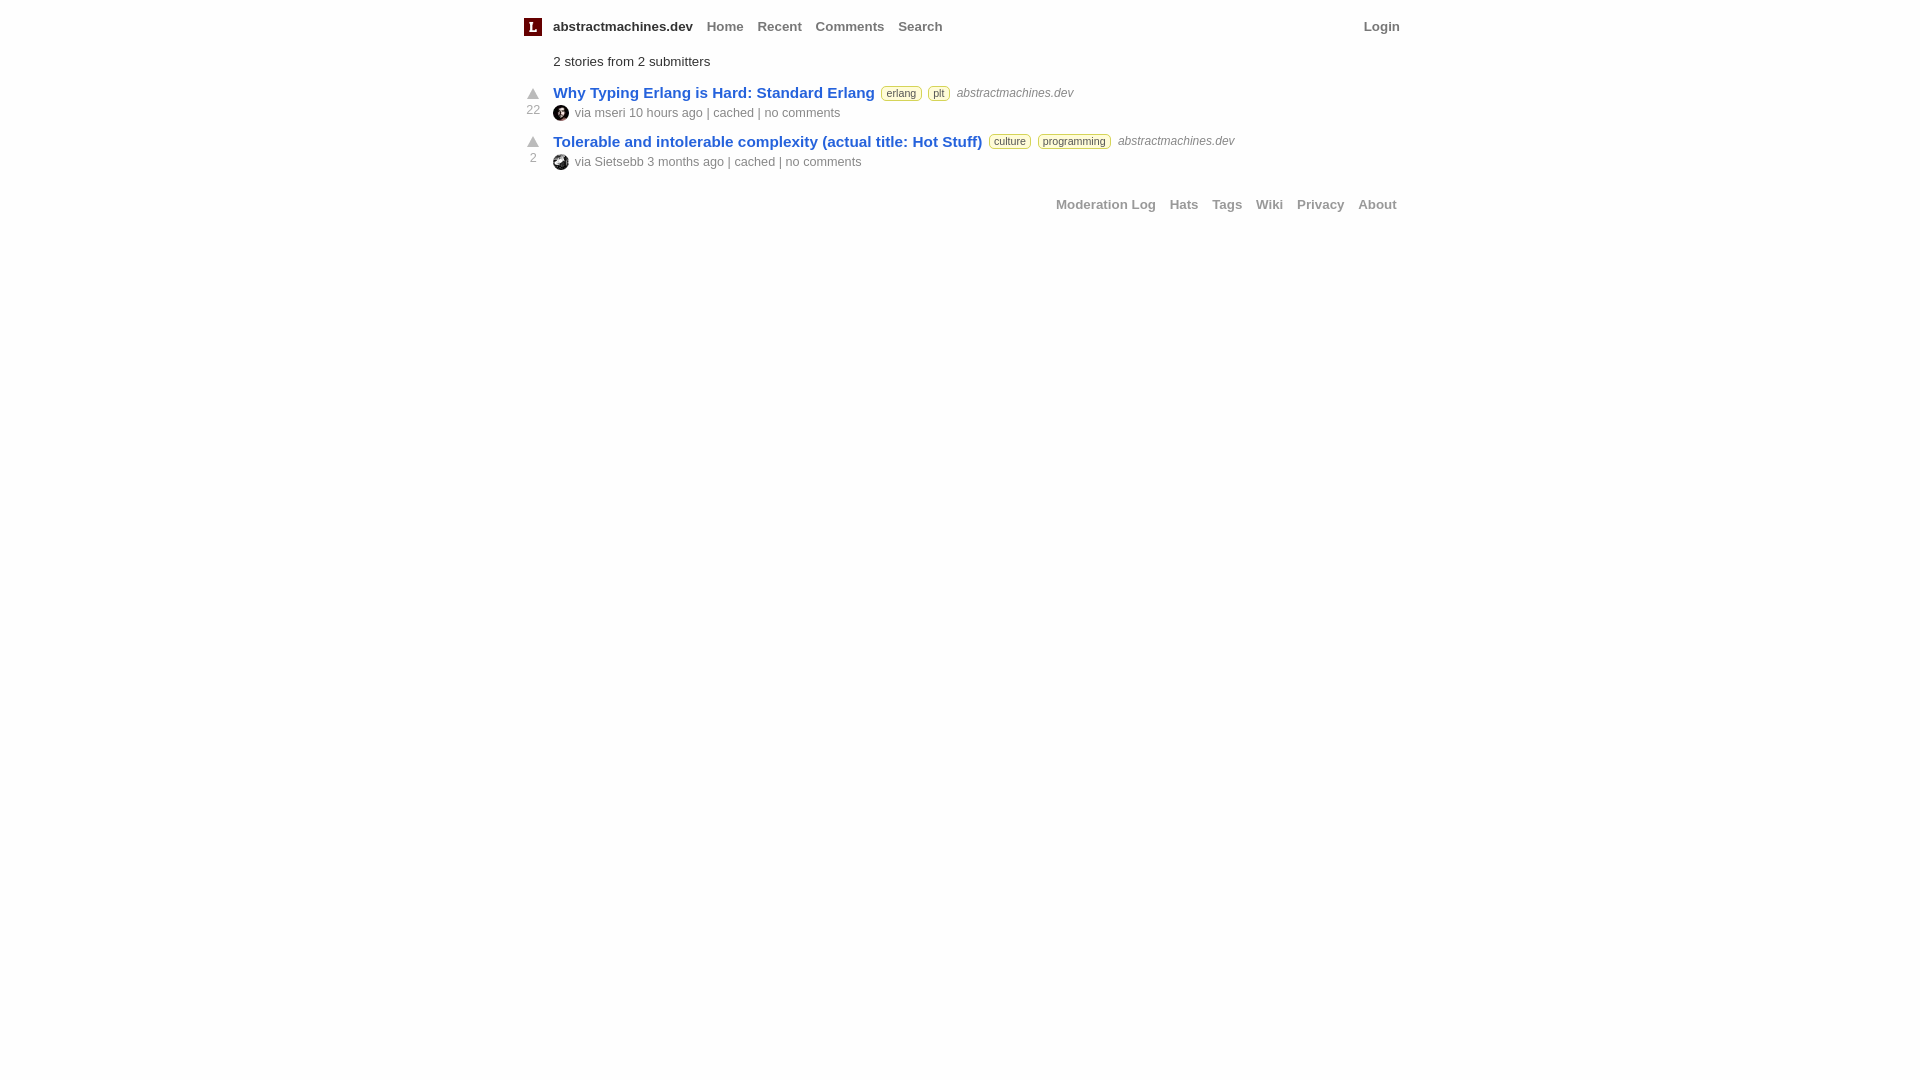 L abstractmachines.dev Home Recent Comments Search Login
2 stories from 2 submitters
Why Typing Erlang is Hard: Standard Erlang erlang plt abstractmachines.dev
22 via mseri 10 hours ago | cached | no comments
Tolerable and intolerable complexity (actual title: Hot Stuff) culture programming abstractmachines.dev
2 via Sietsebb 3 months ago | cached | no comments
Moderation Log Hats Tags Wiki Privacy About